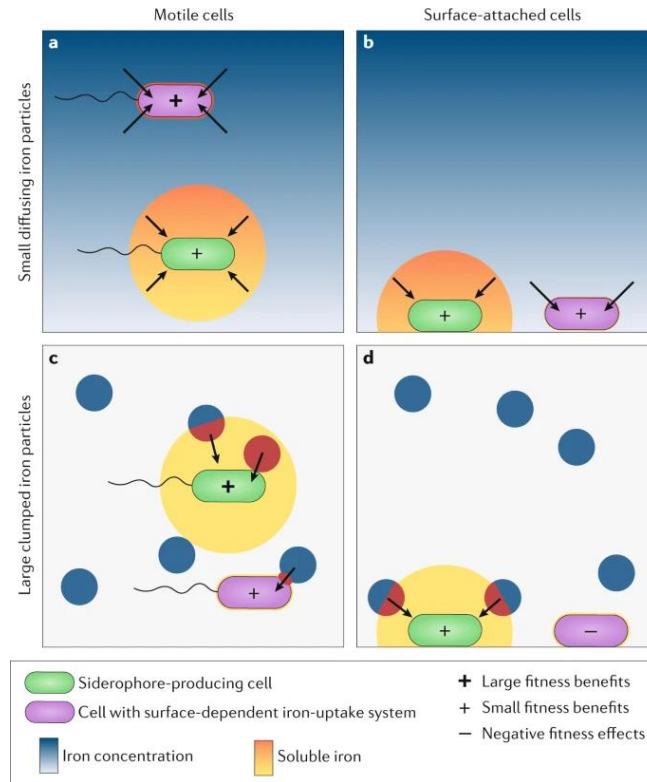 Motile cells
Surface-attached cells
Small diffusing iron particles
a
+
+
b
+
+
Large clumped iron particles
c
+
+
d
+
−
Siderophore-producing cell
Cell with surface-dependent iron-uptake system
Iron concentration
Soluble iron
+ Large fitness benefits
+ Small fitness benefits
− Negative fitness effects